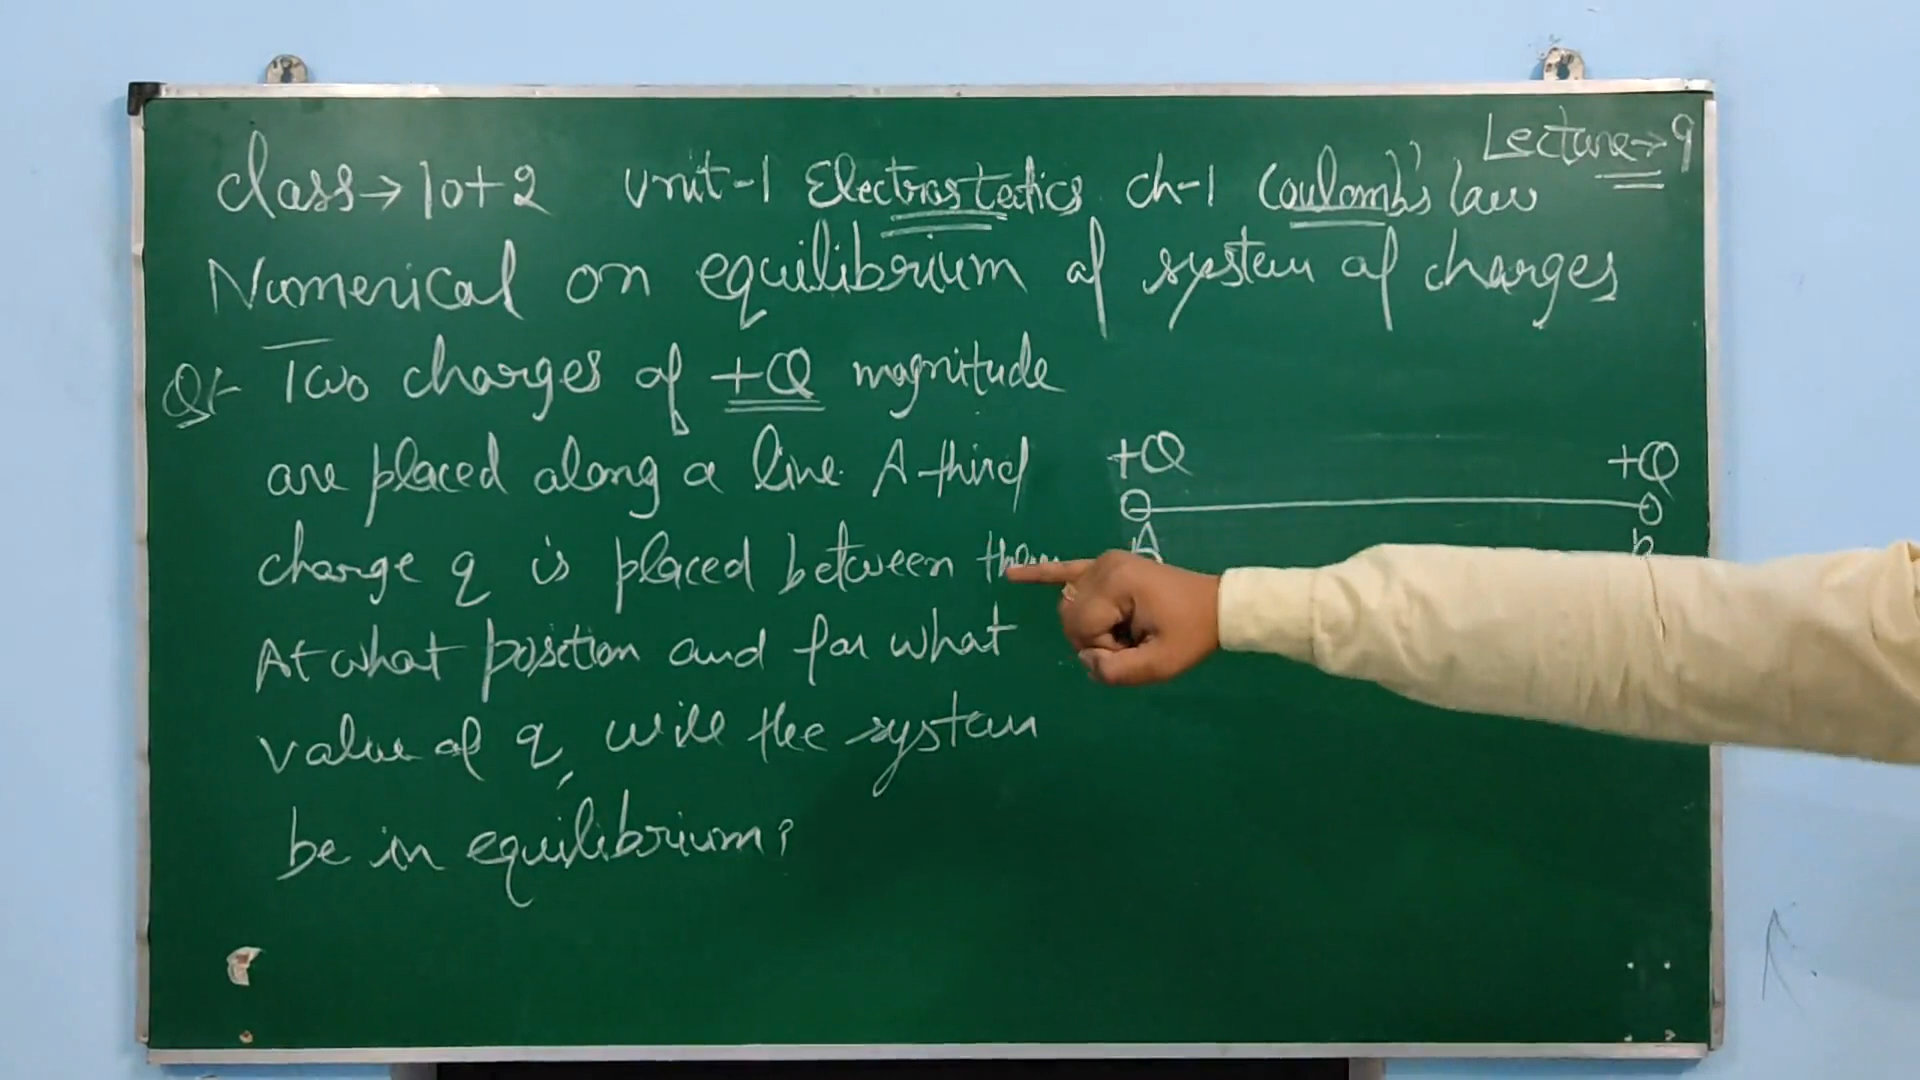 Lecture→9
class→10+2 unit-1 Electrostatics ch-1 Coulomb's law
Numerical on equilibrium of system of charges
Q1- Two charges of +Q magnitude
are placed along a line. A third
charge q is placed between them
At what position and for what
value of q, will the system
be in equilibrium?
+Q +Q
A B